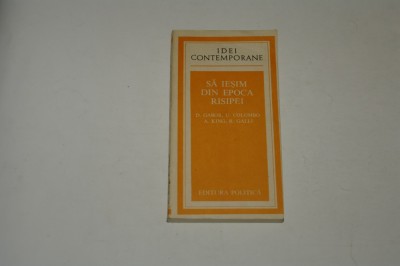 IDEI
CONTEMPORANE
SĂ IEȘIM
DIN EPOCA
RISIPEI
D. GABOR, U. COLOMBO
A. KING, R. GALLI
EDITURA POLITICĂ